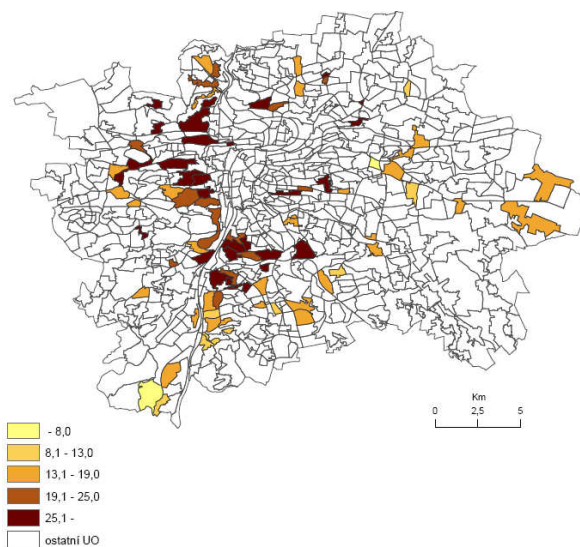 Km
0 2,5 5
- 8,0
8,1 - 13,0
13,1 - 19,0
19,1 - 25,0
25,1 -
ostatní UO